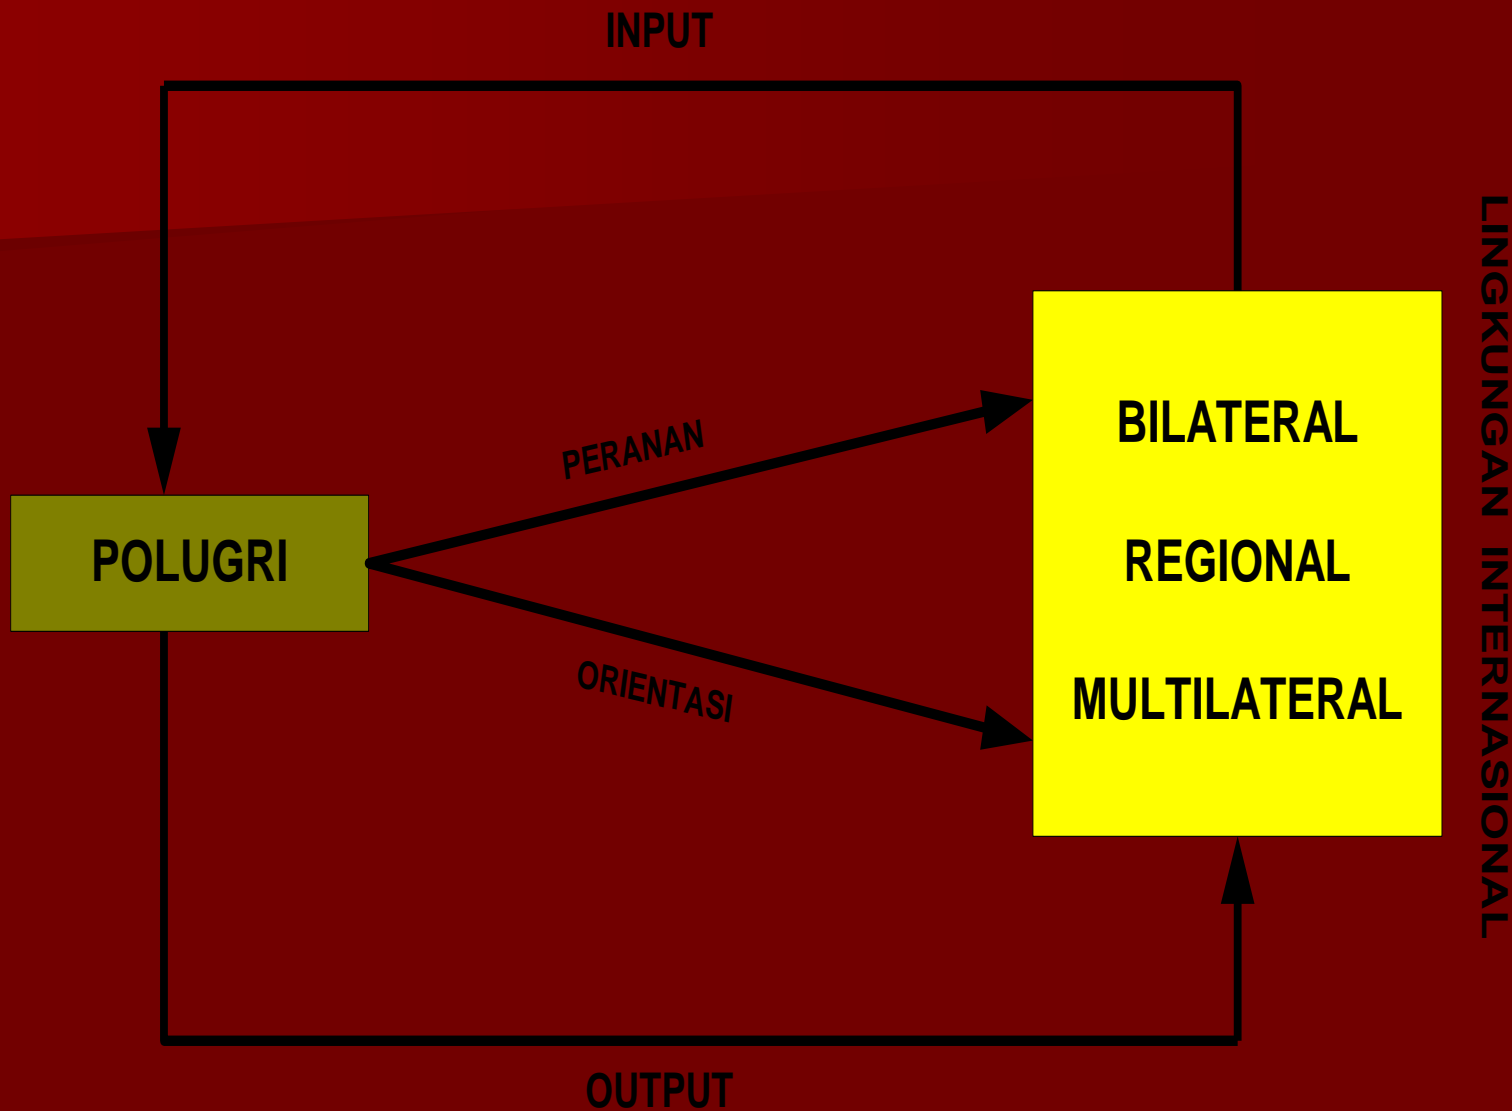 INPUT
POLUGRI
PERANAN
ORIENTASI
BILATERAL
REGIONAL
MULTILATERAL
LINGKUNGAN INTERNASIONAL
OUTPUT